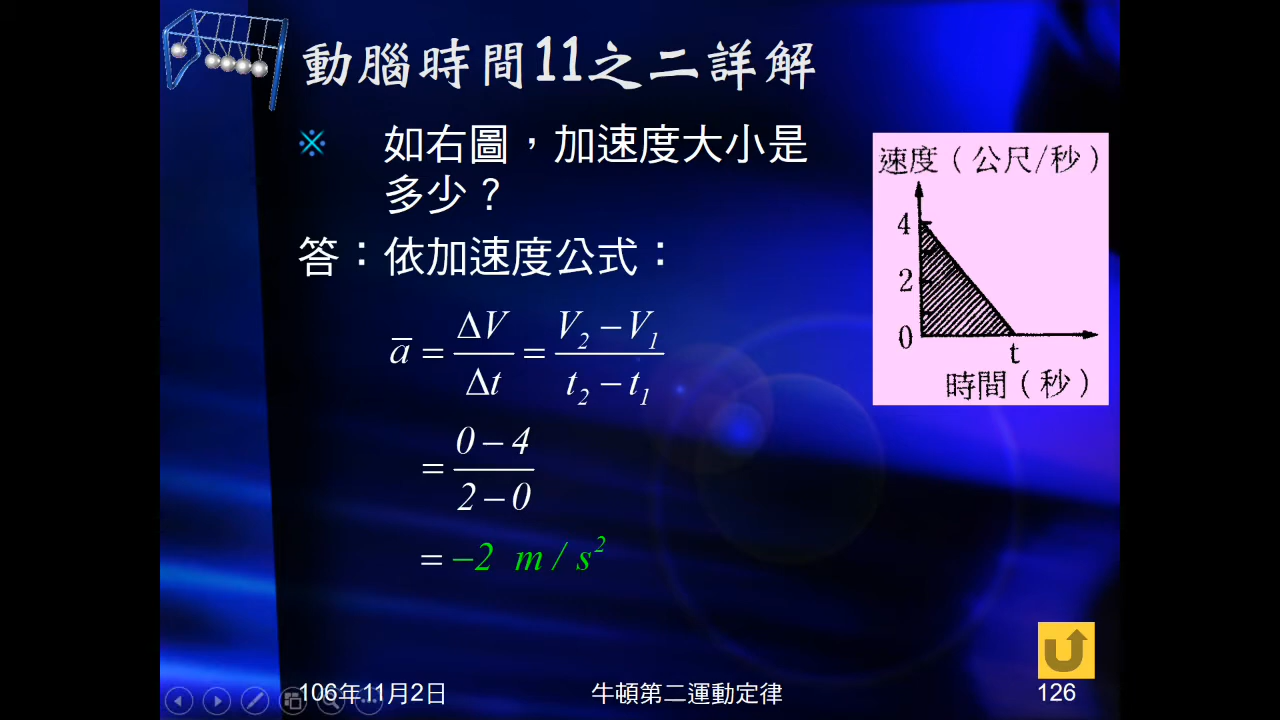 動腦時間11之二詳解
※ 如右圖，加速度大小是
多少？
答：依加速度公式：
a̅ = ΔV/Δt = (V₂ − V₁)/(t₂ − t₁)
= (0 − 4)/(2 − 0)
= −2 m / s²
速度（公尺/秒）
4
2
0
t
時間（秒）
106年11月2日
牛頓第二運動定律
126